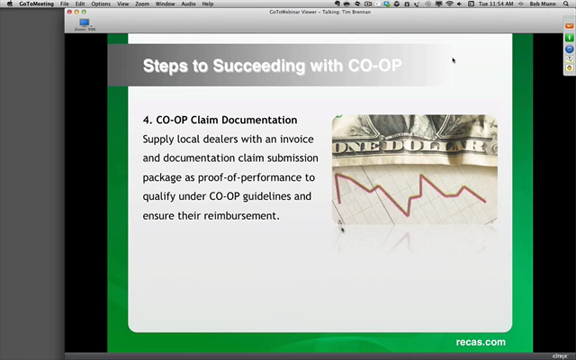 GoToMeeting File Edit Options View Zoom Window Audio Help Tue 11:54 AM Bob Munn
GoToWebinar Viewer - Talking: Tim Brennan
Steps to Succeeding with CO-OP
4. CO-OP Claim Documentation
Supply local dealers with an invoice
and documentation claim submission
package as proof-of-performance to
qualify under CO-OP guidelines and
ensure their reimbursement.
ONE DOLLAR
recas.com
CITRIX